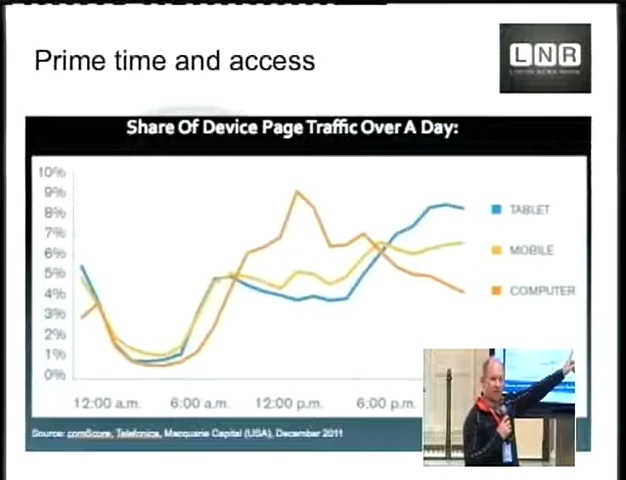 Prime time and access
LNR
Share Of Device Page Traffic Over A Day:
10%
9%
8%
7%
6%
5%
4%
3%
2%
1%
0%
TABLET
MOBILE
COMPUTER
12:00 a.m. 6:00 a.m. 12:00 p.m. 6:00 p.m.
Source: comScore, Telefonica, Macquarie Capital (USA), December 2011